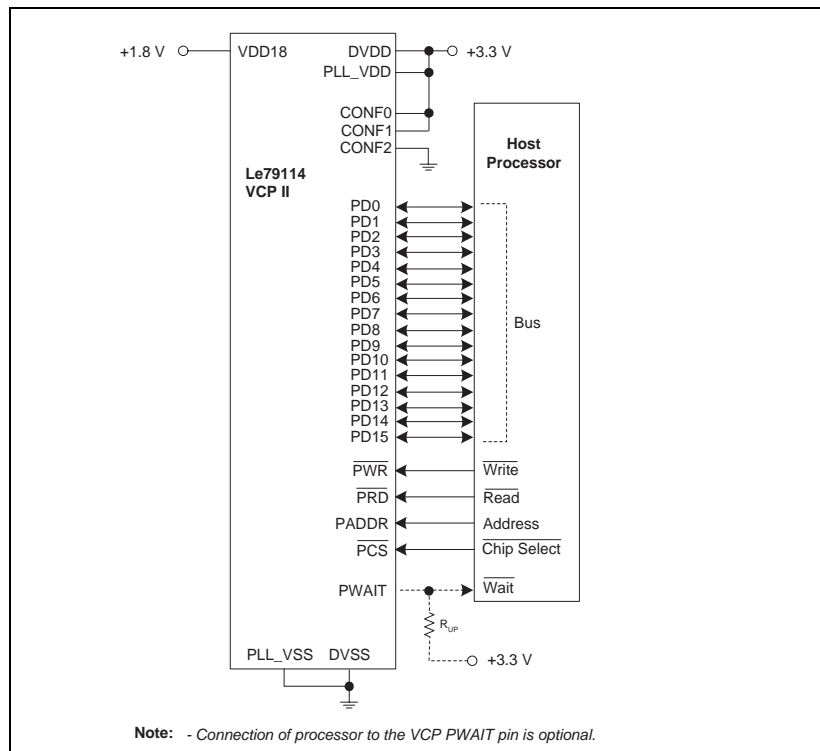 +1.8 V VDD18 DVDD +3.3 V
PLL_VDD
CONF0
CONF1
CONF2
Host
Processor
Le79114
VCP II
PD0
PD1
PD2
PD3
PD4
PD5
PD6
PD7
PD8
PD9
PD10
PD11
PD12
PD13
PD14
PD15
Bus
PWR Write
PRD Read
PADDR Address
PCS Chip Select
PWAIT Wait
RUP
+3.3 V
PLL_VSS DVSS
Note: - Connection of processor to the VCP PWAIT pin is optional.